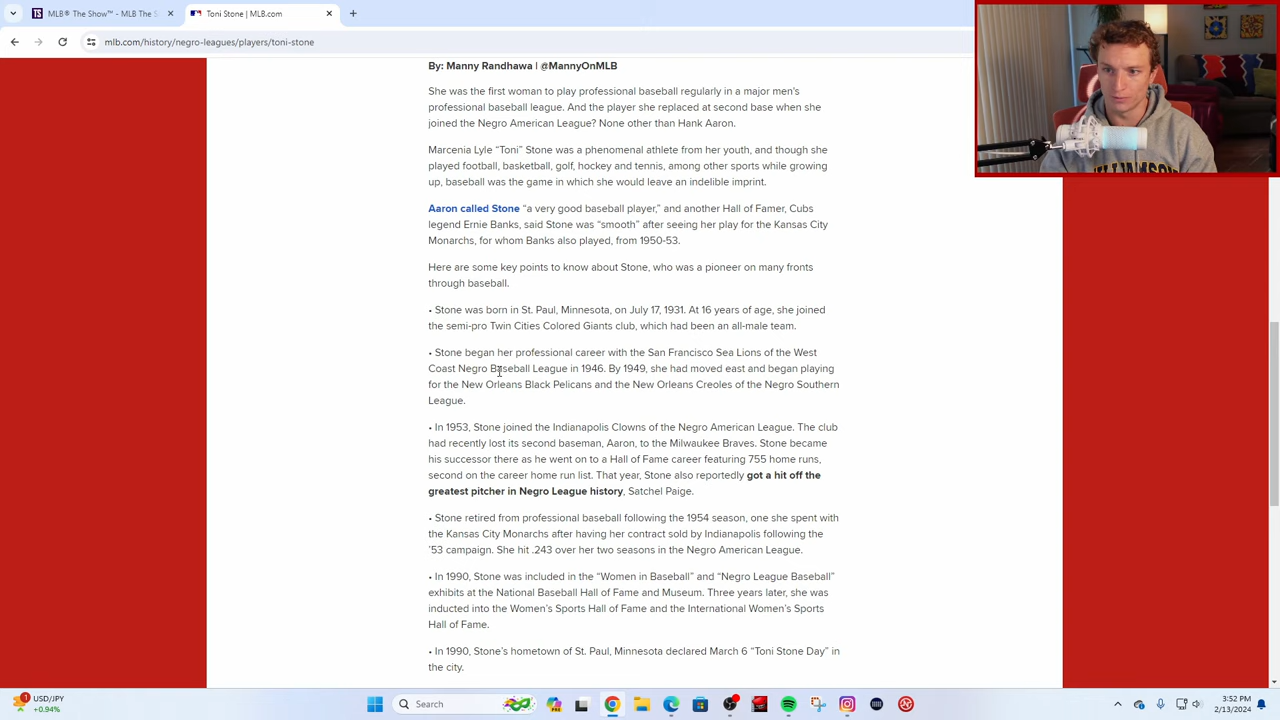 MLB® The Show™ - MLB The S
Toni Stone | MLB.com
mlb.com/history/negro-leagues/players/toni-stone
By: Manny Randhawa | @MannyOnMLB
She was the first woman to play professional baseball regularly in a major men's
professional baseball league. And the player she replaced at second base when she
joined the Negro American League? None other than Hank Aaron.
Marcenia Lyle “Toni” Stone was a phenomenal athlete from her youth, and though she
played football, basketball, golf, hockey and tennis, among other sports while growing
up, baseball was the game in which she would leave an indelible imprint.
Aaron called Stone “a very good baseball player,” and another Hall of Famer, Cubs
legend Ernie Banks, said Stone was “smooth” after seeing her play for the Kansas City
Monarchs, for whom Banks also played, from 1950-53.
Here are some key points to know about Stone, who was a pioneer on many fronts
through baseball.
• Stone was born in St. Paul, Minnesota, on July 17, 1931. At 16 years of age, she joined
the semi-pro Twin Cities Colored Giants club, which had been an all-male team.
• Stone began her professional career with the San Francisco Sea Lions of the West
Coast Negro Baseball League in 1946. By 1949, she had moved east and began playing
for the New Orleans Black Pelicans and the New Orleans Creoles of the Negro Southern
League.
• In 1953, Stone joined the Indianapolis Clowns of the Negro American League. The club
had recently lost its second baseman, Aaron, to the Milwaukee Braves. Stone became
his successor there as he went on to a Hall of Fame career featuring 755 home runs,
second on the career home run list. That year, Stone also reportedly got a hit off the
greatest pitcher in Negro League history, Satchel Paige.
• Stone retired from professional baseball following the 1954 season, one she spent with
the Kansas City Monarchs after having her contract sold by Indianapolis following the
’53 campaign. She hit .243 over her two seasons in the Negro American League.
• In 1990, Stone was included in the “Women in Baseball” and “Negro League Baseball”
exhibits at the National Baseball Hall of Fame and Museum. Three years later, she was
inducted into the Women’s Sports Hall of Fame and the International Women’s Sports
Hall of Fame.
• In 1990, Stone’s hometown of St. Paul, Minnesota declared March 6 “Toni Stone Day” in
the city.
USD/JPY
+0.94%
Search
3:52 PM
2/13/2024